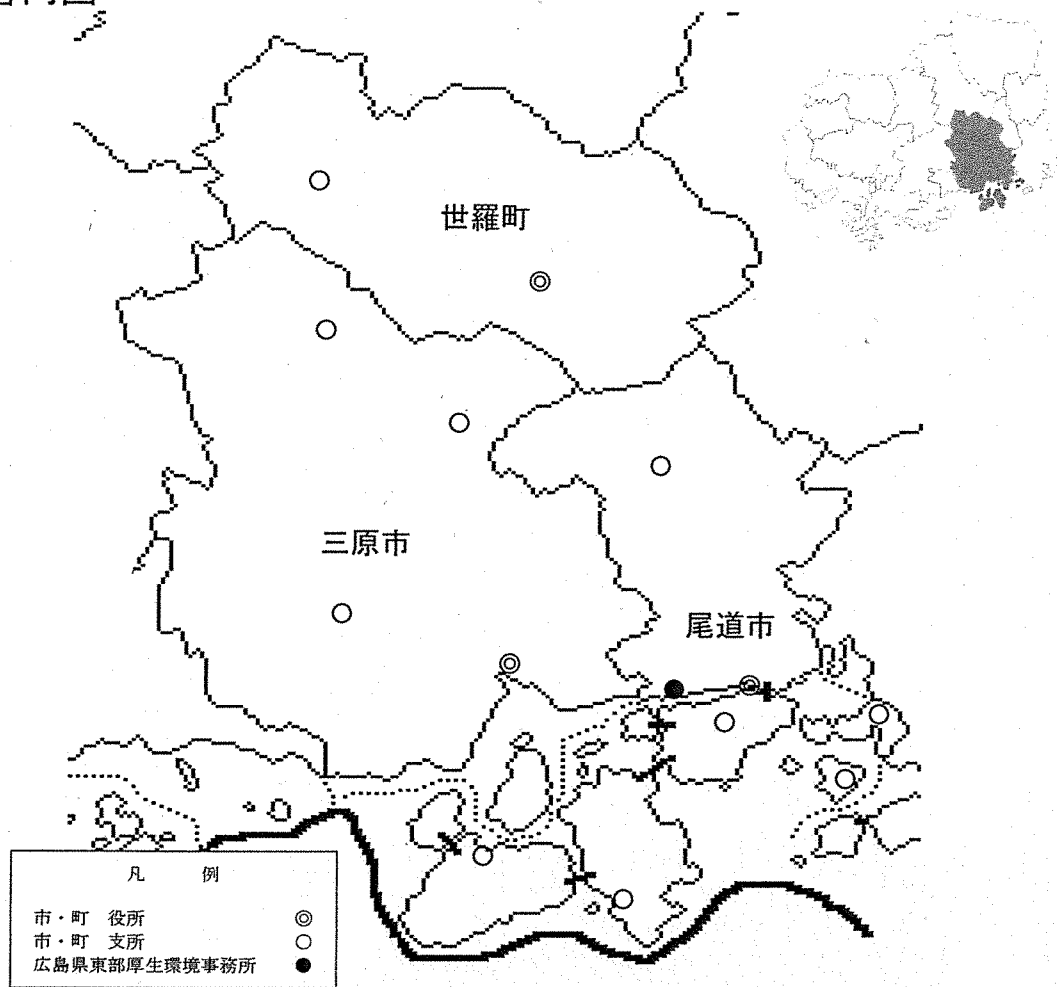 世羅町
三原市
尾道市
凡 例
市・町 役所 ◎
市・町 支所 ○
広島県東部厚生環境事務所 ●